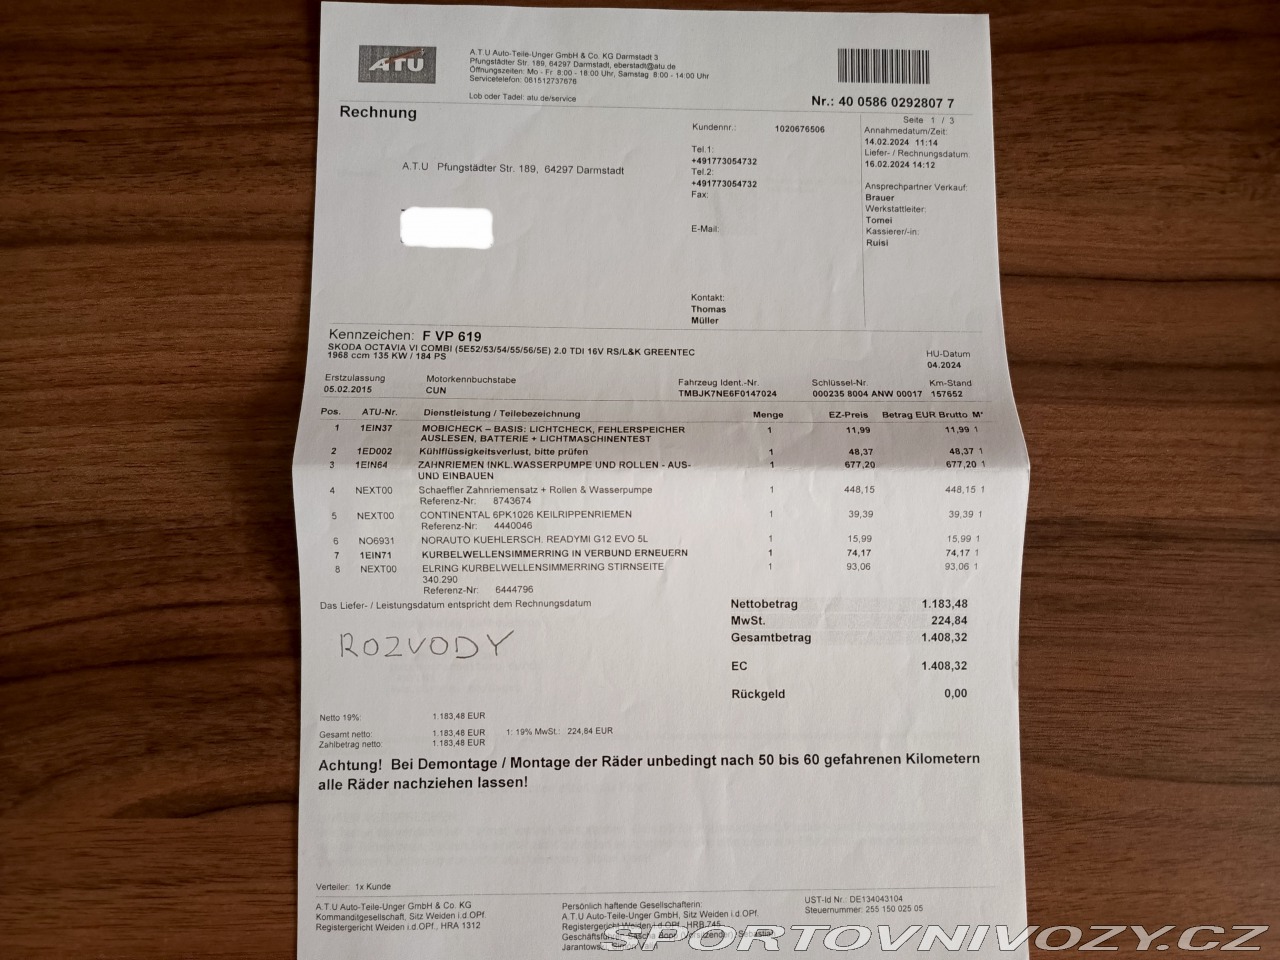 ATU
A.T.U Auto-Teile-Unger GmbH & Co. KG Darmstadt 3
Pfungstädter Str. 189, 64297 Darmstadt, eberstadt@atu.de
Öffnungszeiten: Mo - Fr. 8:00 - 18:00 Uhr, Samstag 8:00 - 14:00 Uhr
Servicetelefon: 061512737676
Lob oder Tadel: atu.de/service
Nr.: 40 0586 0292807 7
Rechnung
Seite 1 / 3
Kundennr.: 1020676506
Annahmedatum/Zeit:
14.02.2024 11:14
Liefer- / Rechnungsdatum
16.02.2024 14:12
Tel.1:
+491773054732
Tel.2:
+491773054732
Fax:
A.T.U Pfungstädter Str. 189, 64297 Darmstadt
Ansprechpartner Verkauf:
Brauer
Werkstattleiter:
Tomei
Kassierer/-in:
Ruisi
E-Mail:
Kontakt:
Thomas
Müller
Kennzeichen: F VP 619
SKODA OCTAVIA VI COMBI (5E52/53/54/55/56/5E) 2.0 TDI 16V RS/L&K GREENTEC
1968 ccm 135 KW / 184 PS
HU-Datum
04.2024
Erstzulassung Motorkennbuchstabe Fahrzeug Ident.-Nr. Schlüssel-Nr. Km-Stand
05.02.2015 CUN TMBJK7NE6F0147024 000235 8004 ANW 00017 157652
Pos. ATU-Nr. Dienstleistung / Teilebezeichnung Menge EZ-Preis Betrag EUR Brutto M*
1 1EIN37 MOBICHECK – BASIS: LICHTCHECK, FEHLERSPEICHER 1 11,99 11,99 1
AUSLESEN, BATTERIE + LICHTMASCHINENTEST
2 1ED002 Kühlflüssigkeitsverlust, bitte prüfen 1 48,37 48,37 1
3 1EIN64 ZAHNRIEMEN INKL.WASSERPUMPE UND ROLLEN - AUS- 1 677,20 677,20 1
UND EINBAUEN
4 NEXT00 Schaeffler Zahnriemensatz + Rollen & Wasserpumpe 1 448,15 448,15 1
Referenz-Nr: 8743674
5 NEXT00 CONTINENTAL 6PK1026 KEILRIPPENRIEMEN 1 39,39 39,39 1
Referenz-Nr: 4440046
6 NO6931 NORAUTO KUEHLERSCH. READYMI G12 EVO 5L 1 15,99 15,99 1
7 1EIN71 KURBELWELLENSIMMERRING IN VERBUND ERNEUERN 1 74,17 74,17 1
8 NEXT00 ELRING KURBELWELLENSIMMERRING STIRNSEITE 1 93,06 93,06 1
340.290
Referenz-Nr: 6444796
Das Liefer- / Leistungsdatum entspricht dem Rechnungsdatum
Nettobetrag 1.183,48
MwSt. 224,84
Gesamtbetrag 1.408,32
ROZVODY
EC 1.408,32
Rückgeld 0,00
Netto 19%: 1.183,48 EUR
Gesamt netto: 1.183,48 EUR 1: 19% MwSt.: 224,84 EUR
Zahlbetrag netto: 1.183,48 EUR
Achtung! Bei Demontage / Montage der Räder unbedingt nach 50 bis 60 gefahrenen Kilometern
alle Räder nachziehen lassen!
Verteiler: 1x Kunde
A.T.U Auto-Teile-Unger GmbH & Co. KG
Kommanditgesellschaft, Sitz Weiden i.d.OPf.
Registergericht Weiden i.d.OPf., HRA 1312
Persönlich haftende Gesellschafterin:
A.T.U Auto-Teile-Unger GmbH, Sitz Weiden i.d.OPf.
Registergericht Weiden i.d.OPf., HRB 745
UST-Id Nr.: DE134043104
Steuernummer: 255 150 025 05
SPORTOVNIVOZY.CZ